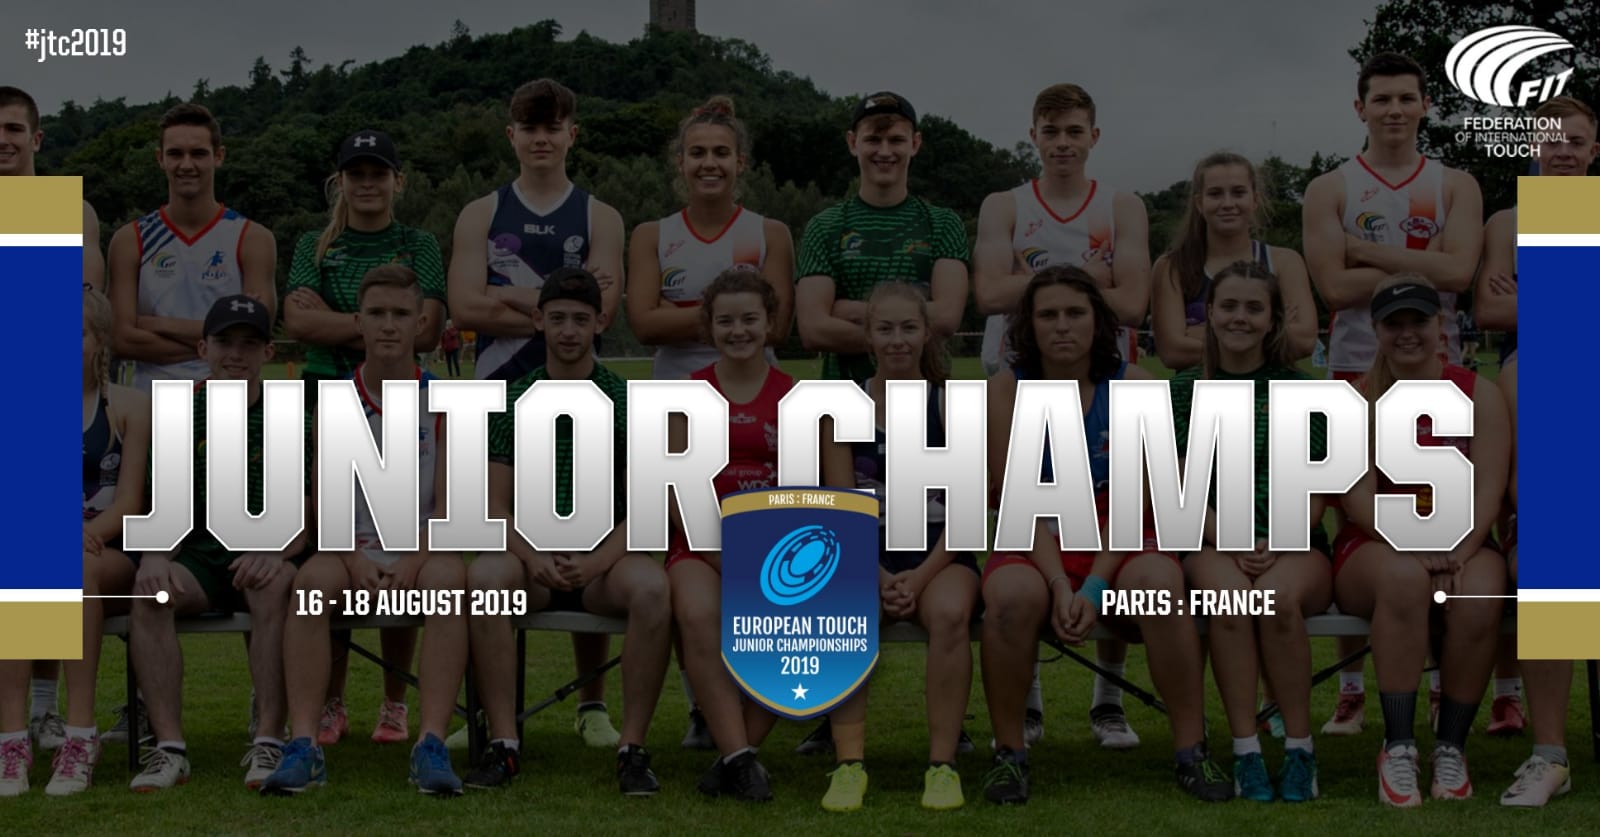 #jtc2019
FIT
FEDERATION
OF INTERNATIONAL
TOUCH
BLK
JUNIOR CHAMPS
PARIS : FRANCE
EUROPEAN TOUCH
JUNIOR CHAMPIONSHIPS
2019
16 - 18 AUGUST 2019
PARIS : FRANCE